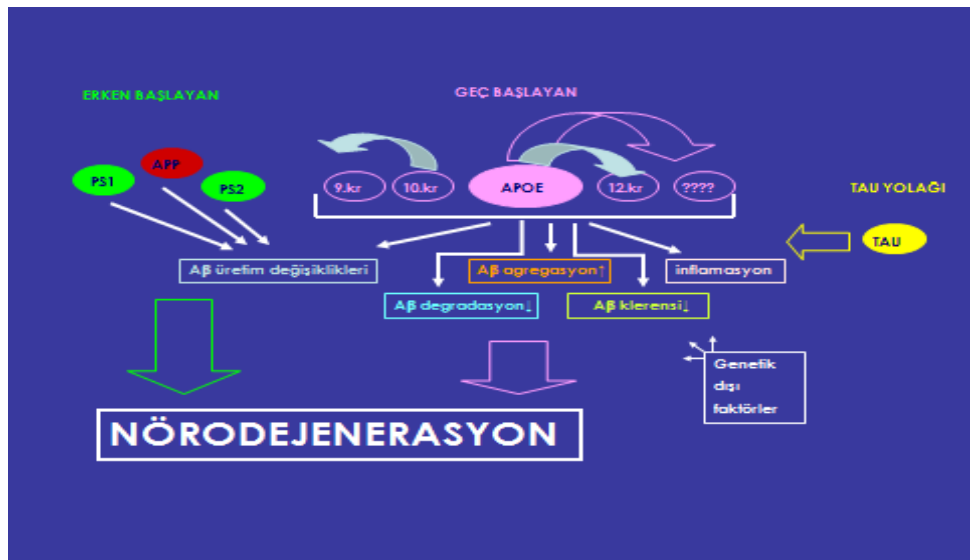 ERKEN BAŞLAYAN
GEÇ BAŞLAYAN
PS1
APP
PS2
9.kr
10.kr
APOE
12.kr
????
TAU YOLAĞI
TAU
Aβ üretim değişiklikleri
Aβ agregasyon↑
inflamasyon
Aβ degradasyon↓
Aβ klerensi↓
Genetik
dışı
faktörler
NÖRODEJENERASYON